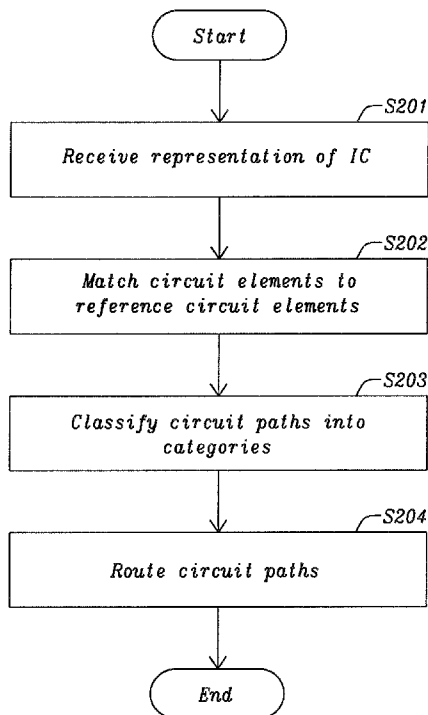 Start
S201
Receive representation of IC
S202
Match circuit elements to
reference circuit elements
S203
Classify circuit paths into
categories
S204
Route circuit paths
End